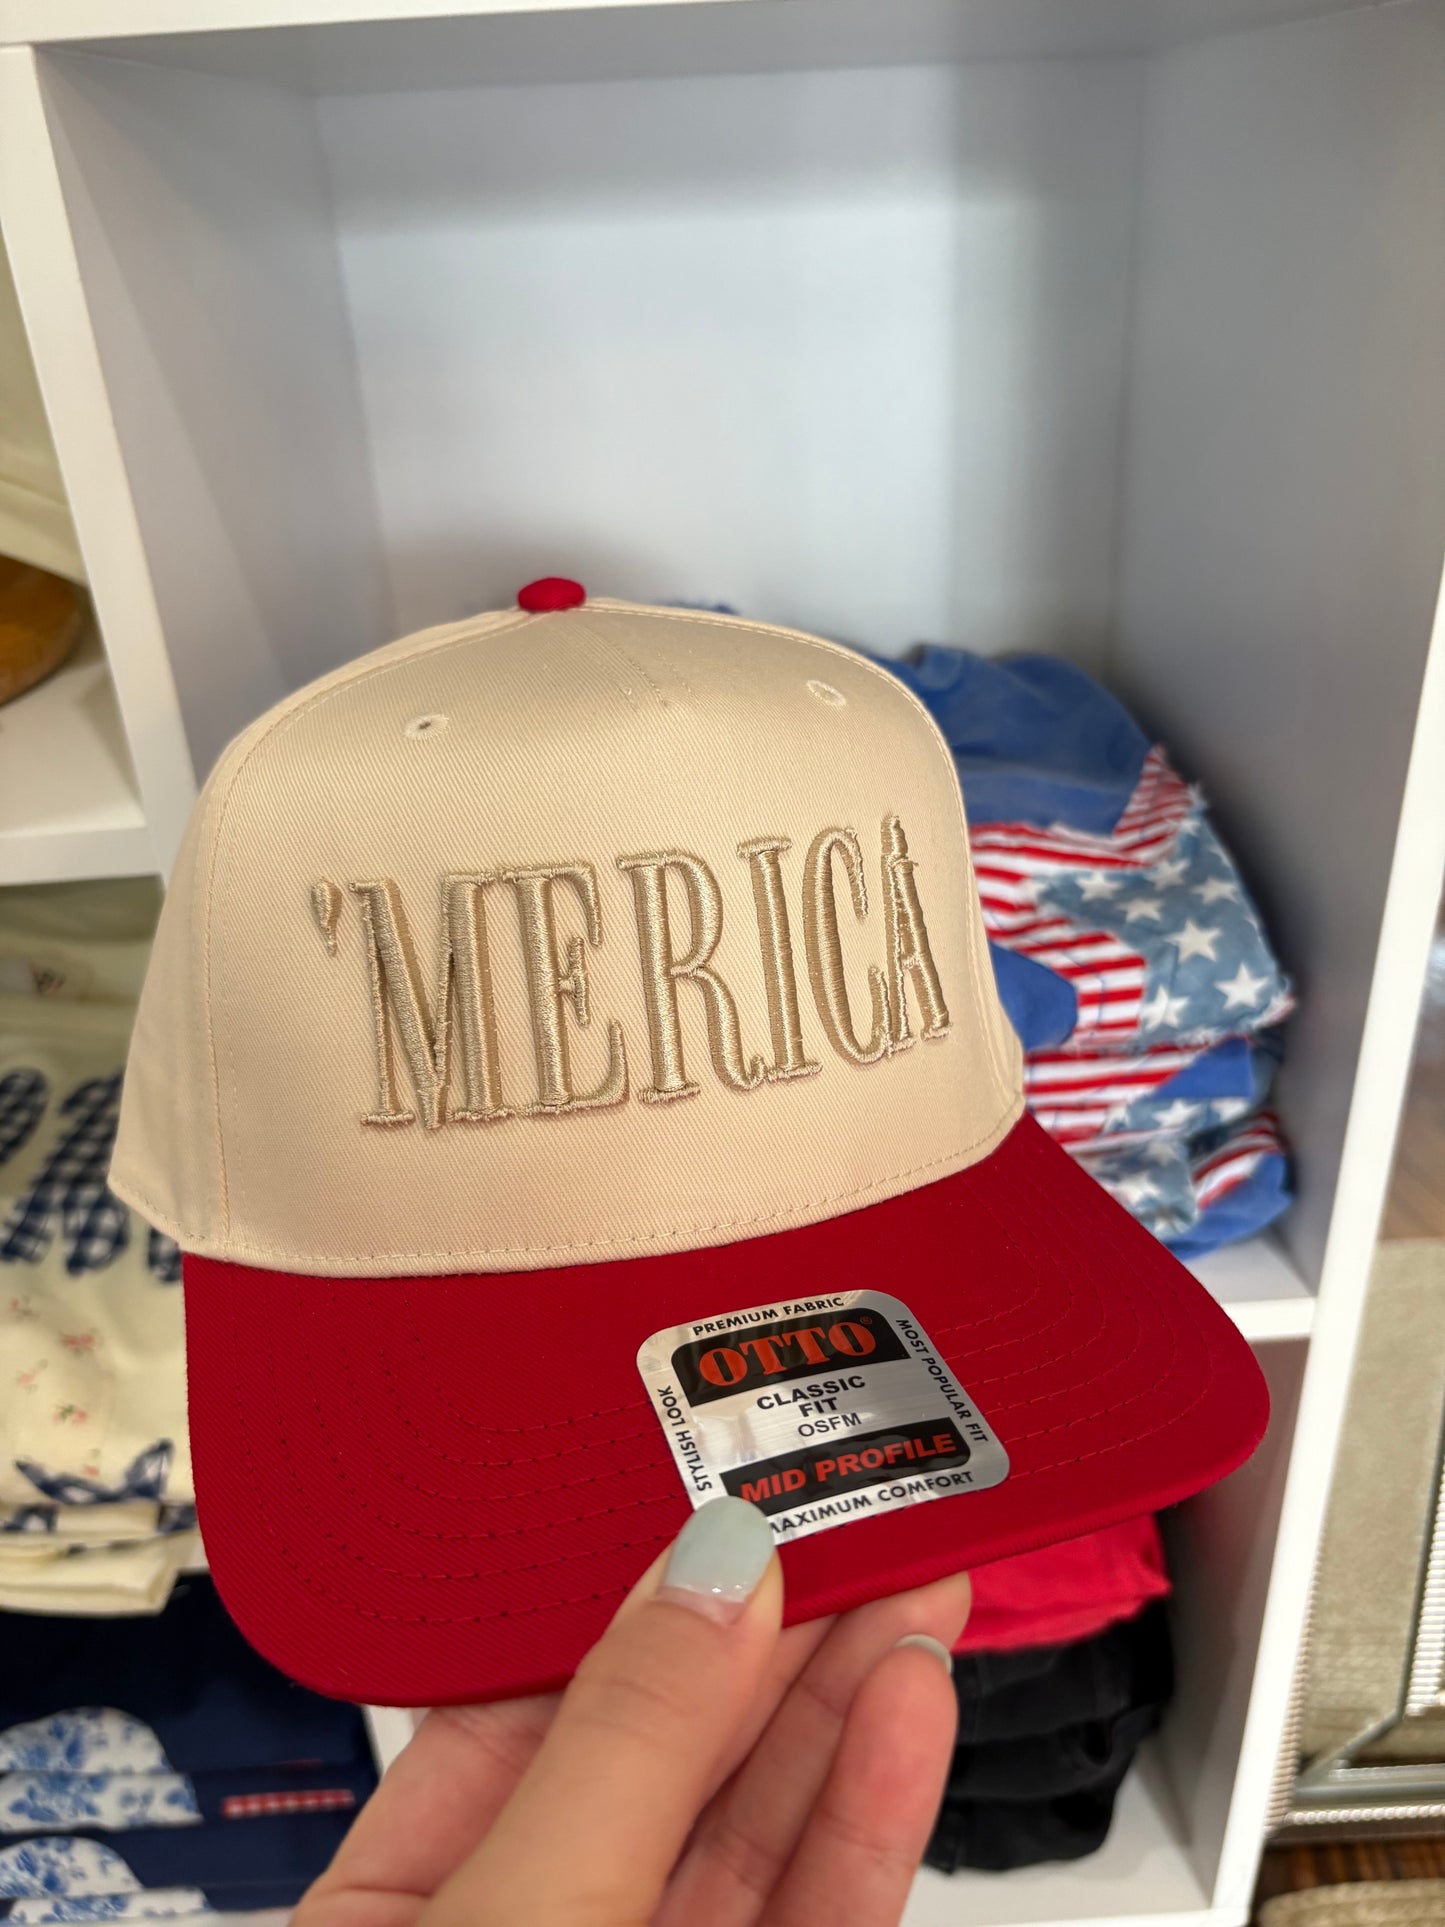 'MERICA
PREMIUM FABRIC
OTTO®
CLASSIC
FIT
OSFM
MID PROFILE
MAXIMUM COMFORT
STYLISH LOOK
MOST POPULAR FIT